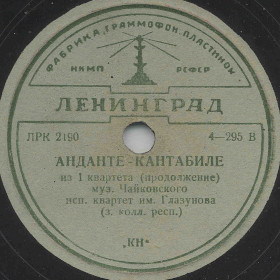 ФАБРИКА ГРАММОФОН. ПЛАСТИНОК
НКМП РСФСР
ЛЕНИНГРАД
ЛРК 2190 4—295 В
АНДАНТЕ-КАНТАБИЛЕ
из 1 квартета (продолжение)
муз. Чайковского
исп. квартет им. Глазунова
(з. колл. респ.)
„КН"